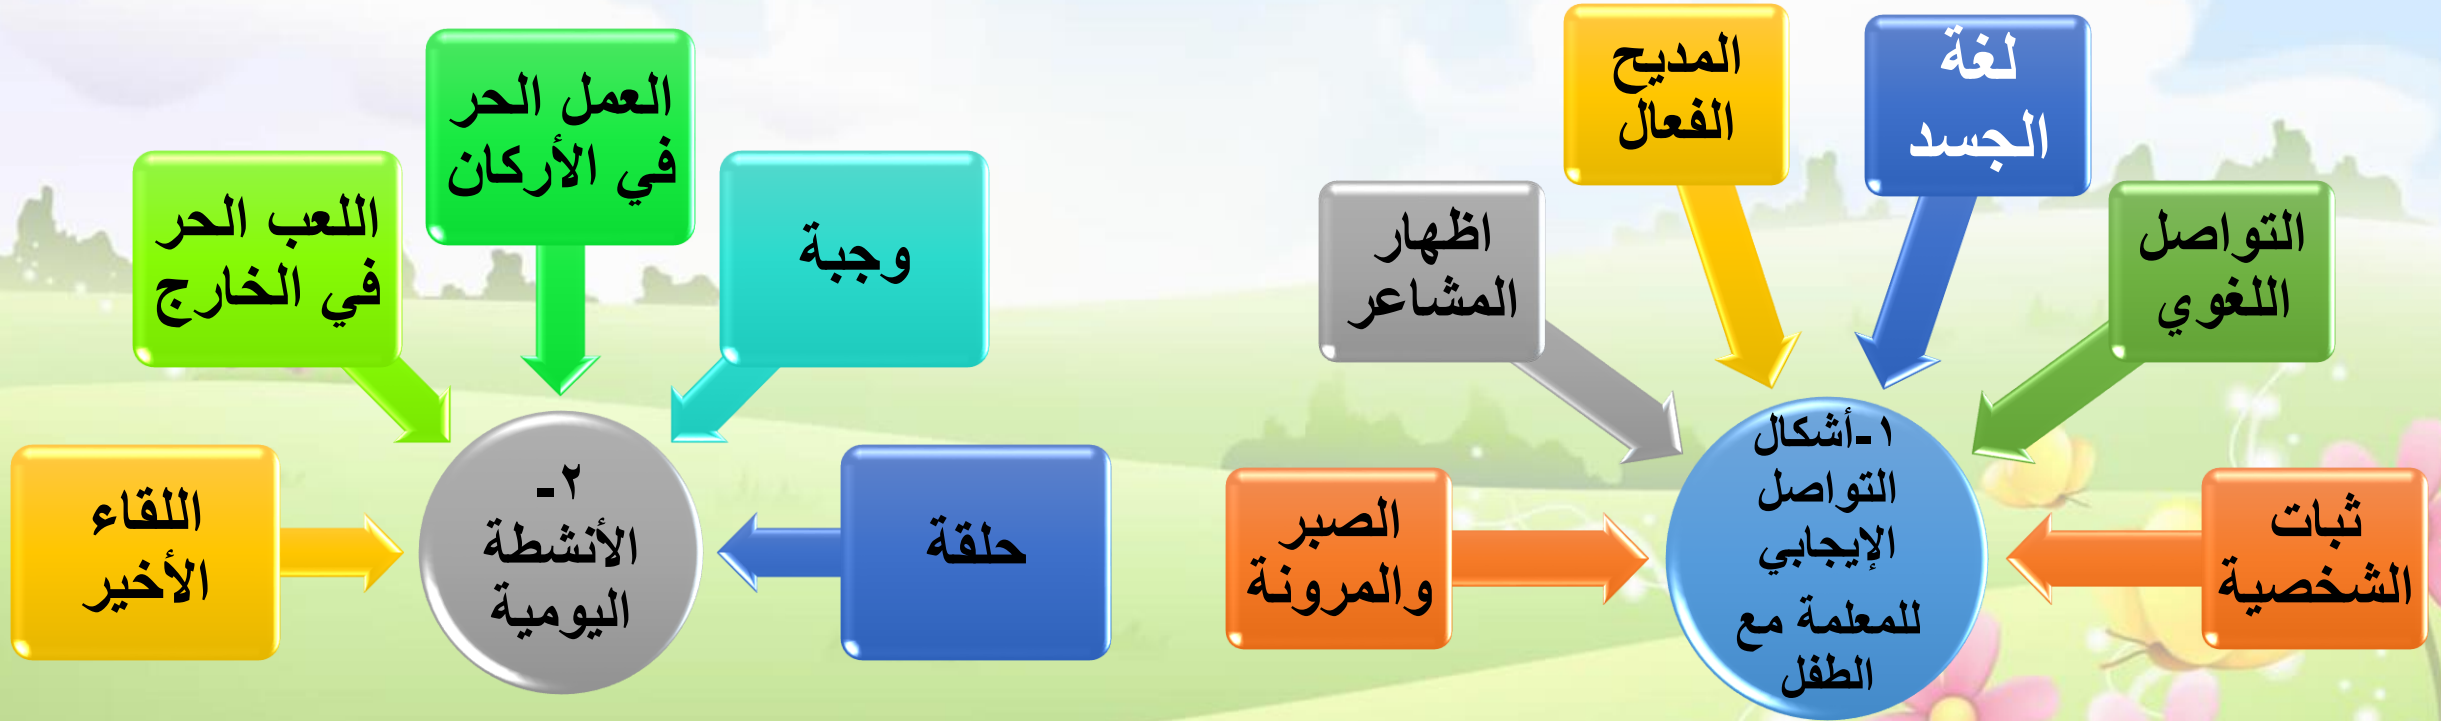 ١-أشكال
التواصل
الإيجابي
للمعلمة مع
الطفل
ثبات
الشخصية
التواصل
اللغوي
لغة
الجسد
المديح
الفعال
اظهار
المشاعر
الصبر
والمرونة
٢-
الأنشطة
اليومية
حلقة
وجبة
العمل الحر
في الأركان
اللعب الحر
في الخارج
اللقاء
الأخير